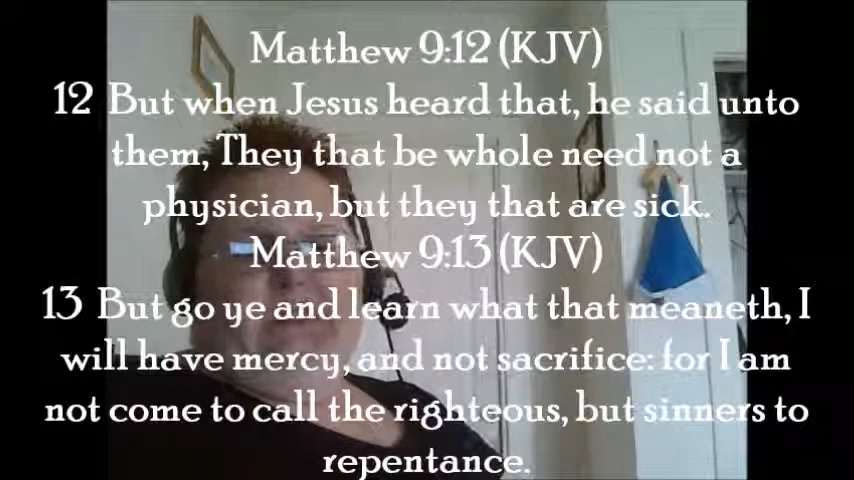 Matthew 9:12 (KJV)
12 But when Jesus heard that, he said unto
them, They that be whole need not a
physician, but they that are sick.
Matthew 9:13 (KJV)
13 But go ye and learn what that meaneth, I
will have mercy, and not sacrifice: for I am
not come to call the righteous, but sinners to
repentance.